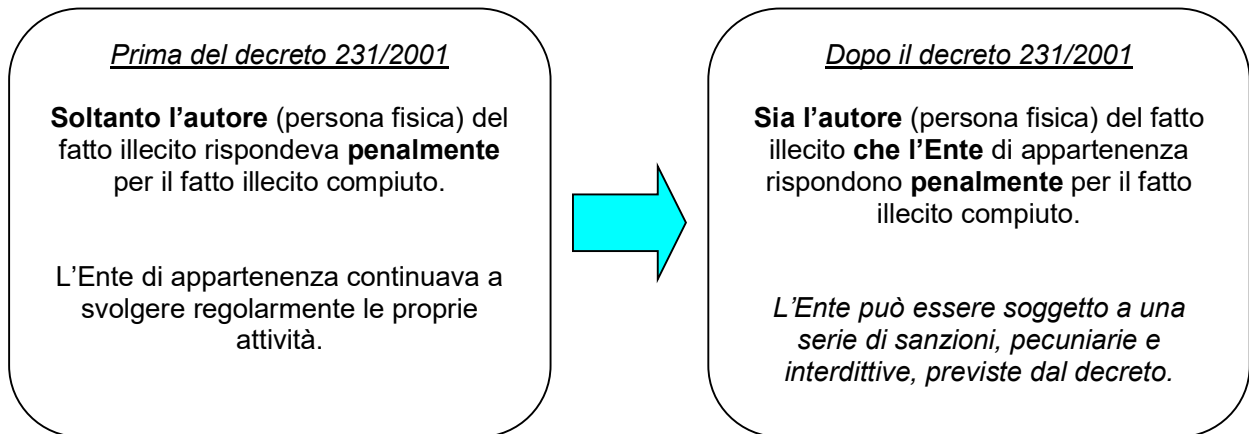 Prima del decreto 231/2001
Soltanto l'autore (persona fisica) del
fatto illecito rispondeva penalmente
per il fatto illecito compiuto.
L'Ente di appartenenza continuava a
svolgere regolarmente le proprie
attività.
Dopo il decreto 231/2001
Sia l'autore (persona fisica) del fatto
illecito che l'Ente di appartenenza
rispondono penalmente per il fatto
illecito compiuto.
L'Ente può essere soggetto a una
serie di sanzioni, pecuniarie e
interdittive, previste dal decreto.